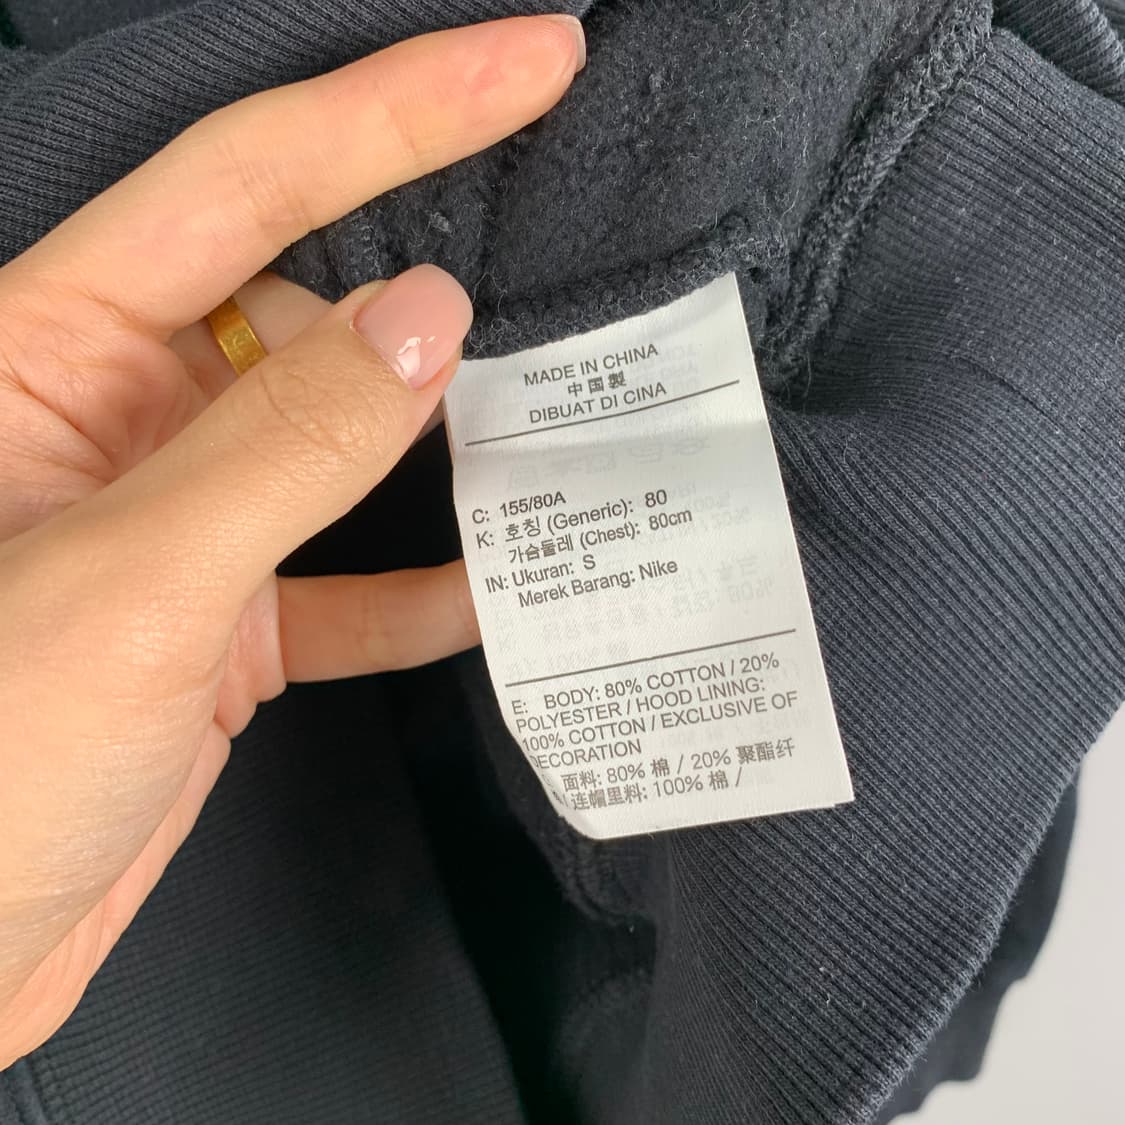 MADE IN CHINA
中国製
DIBUAT DI CINA
C: 155/80A
K: 호칭 (Generic): 80
가슴둘레 (Chest): 80cm
IN: Ukuran: S
Merek Barang: Nike
E: BODY: 80% COTTON / 20%
POLYESTER / HOOD LINING:
100% COTTON / EXCLUSIVE OF
DECORATION
面料: 80% 棉 / 20% 聚酯纤
连帽里料: 100% 棉 /